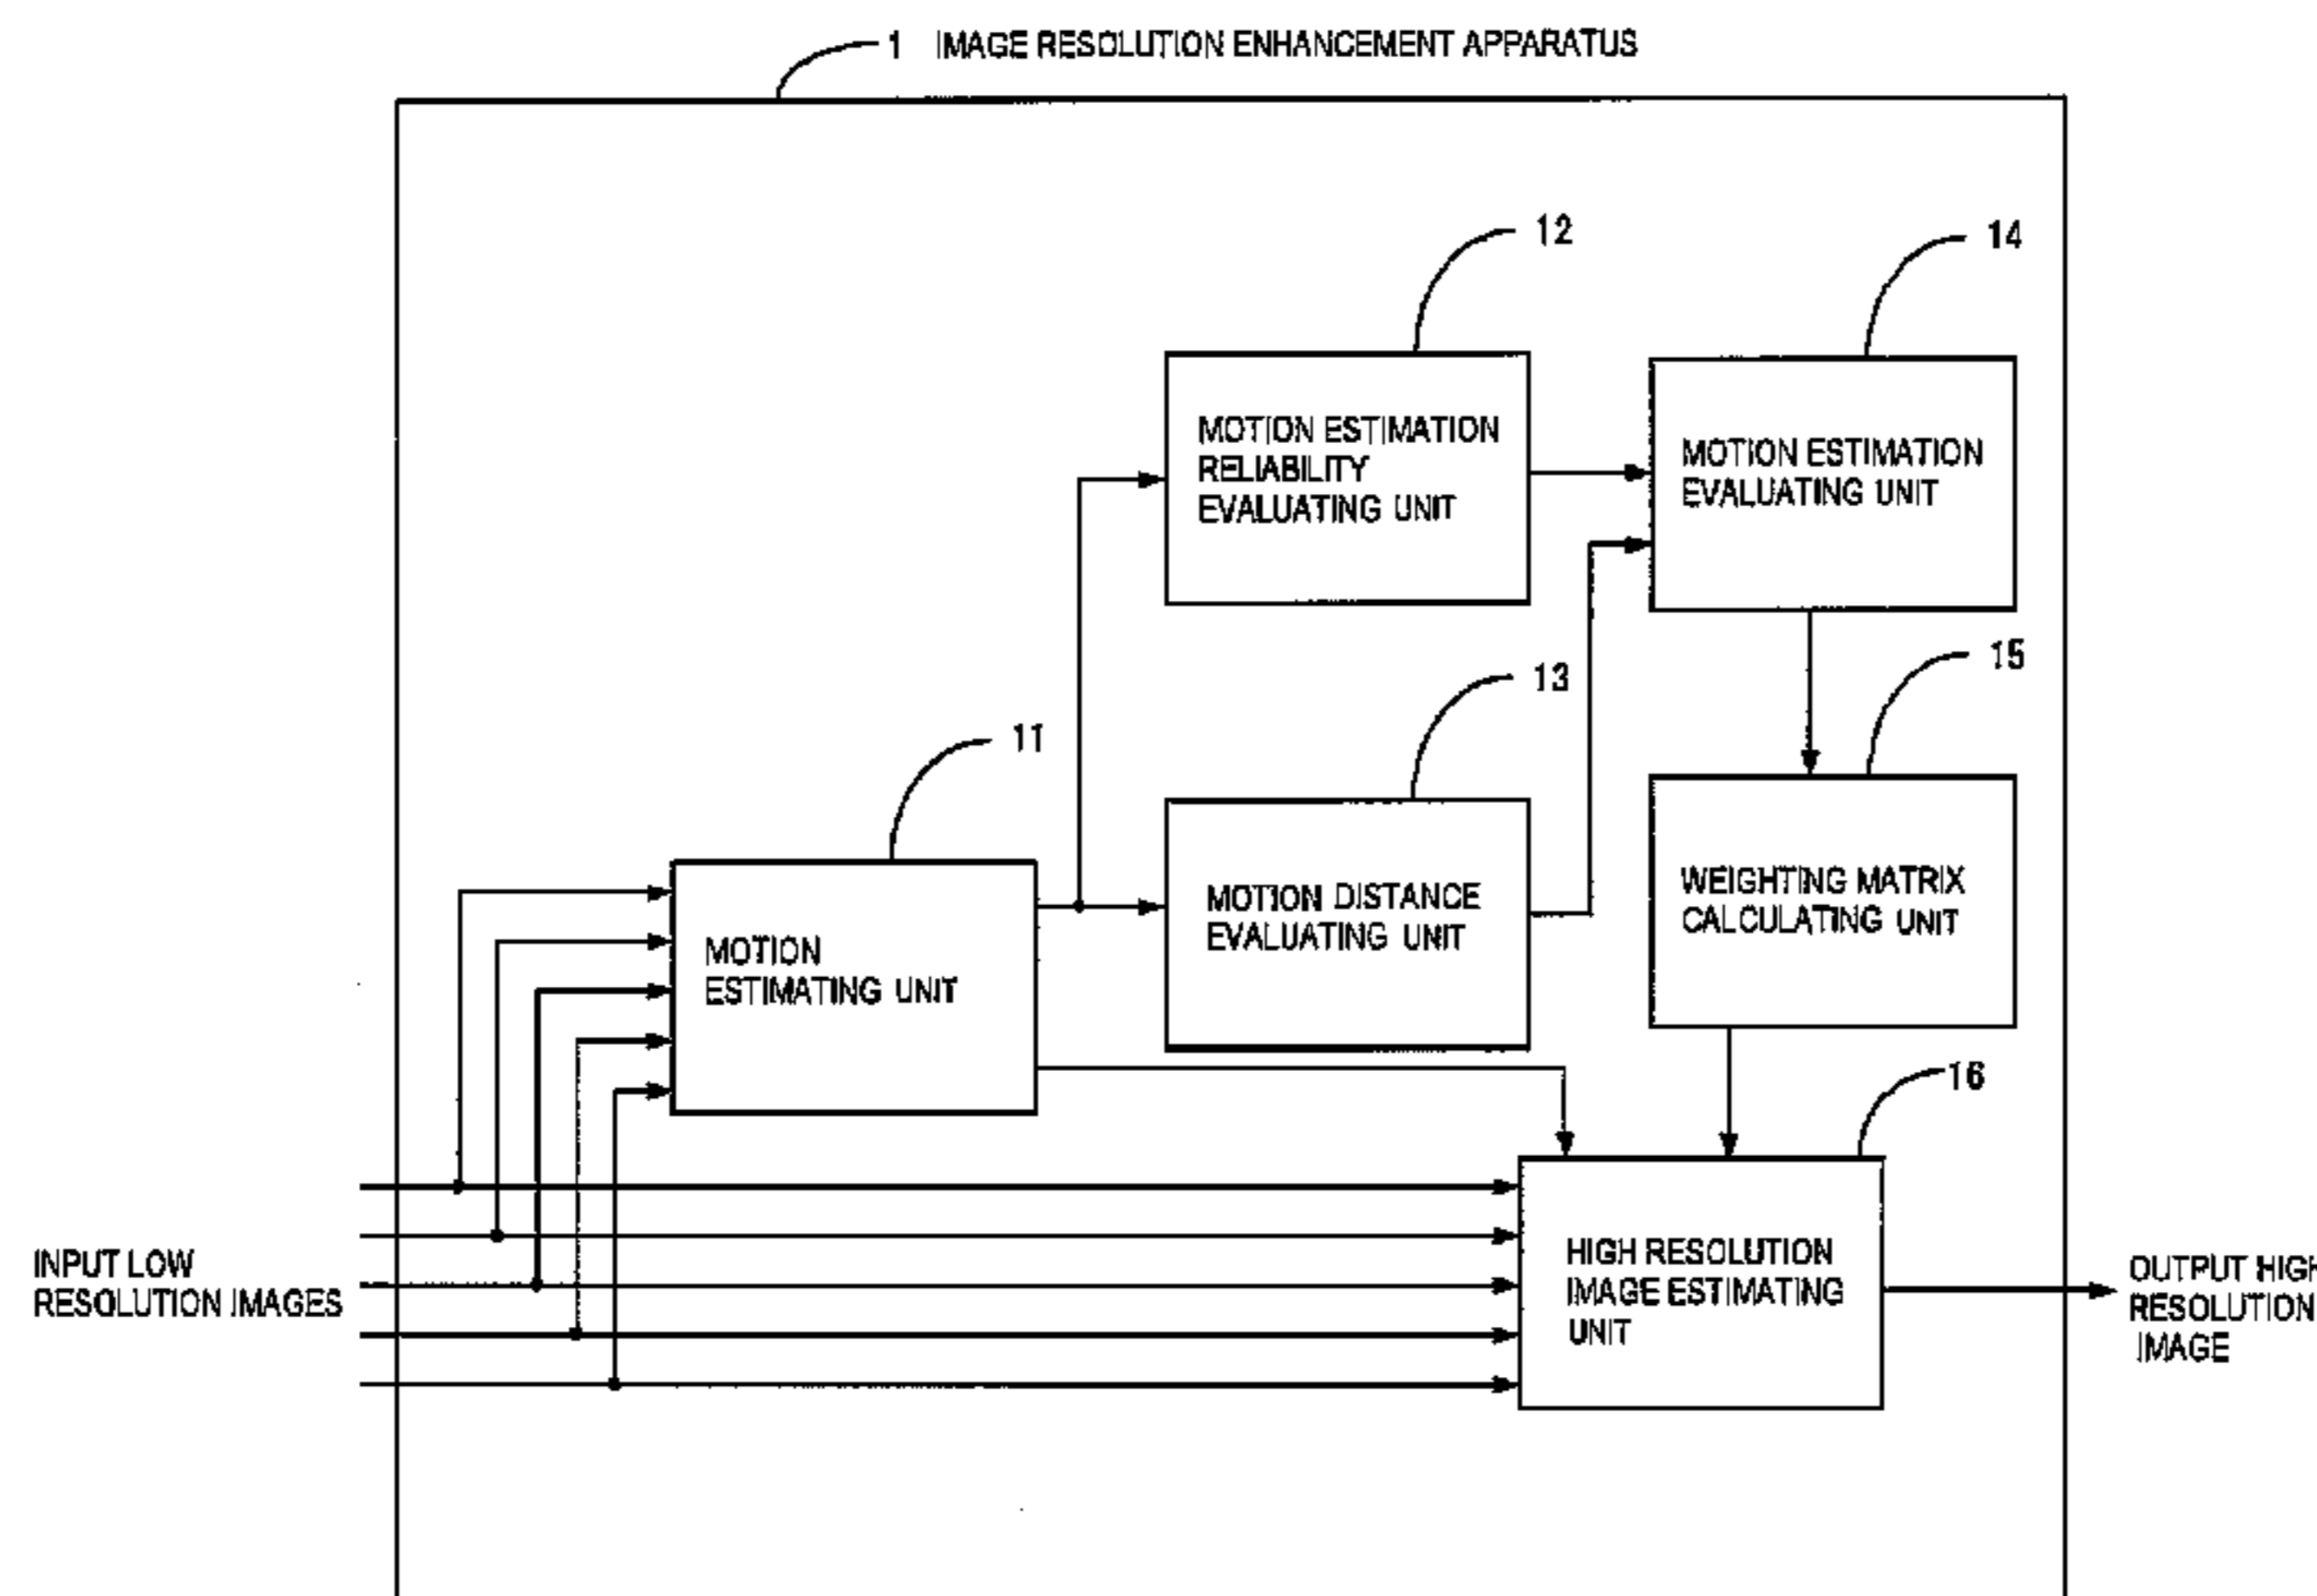 1 IMAGE RESOLUTION ENHANCEMENT APPARATUS
12
14
MOTION ESTIMATION
RELIABILITY
EVALUATING UNIT
MOTION ESTIMATION
EVALUATING UNIT
13
15
11
MOTION DISTANCE
EVALUATING UNIT
WEIGHTING MATRIX
CALCULATING UNIT
MOTION
ESTIMATING UNIT
16
INPUT LOW
RESOLUTION IMAGES
HIGH RESOLUTION
IMAGE ESTIMATING
UNIT
OUTPUT HIGH
RESOLUTION
IMAGE